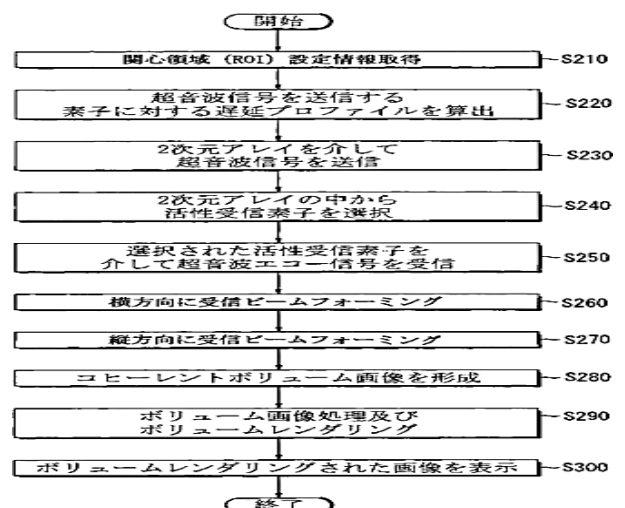 開始
関心領域（ROI）設定情報取得
S210
超音波信号を送信する
素子に対する遅延プロファイルを算出
S220
2次元アレイを介して
超音波信号を送信
S230
2次元アレイの中から
活性受信素子を選択
S240
選択された活性受信素子を
介して超音波エコー信号を受信
S250
横方向に受信ビームフォーミング
S260
縦方向に受信ビームフォーミング
S270
コヒーレントボリューム画像を形成
S280
ボリューム画像処理及び
ボリュームレンダリング
S290
ボリュームレンダリングされた画像を表示
S300
終了